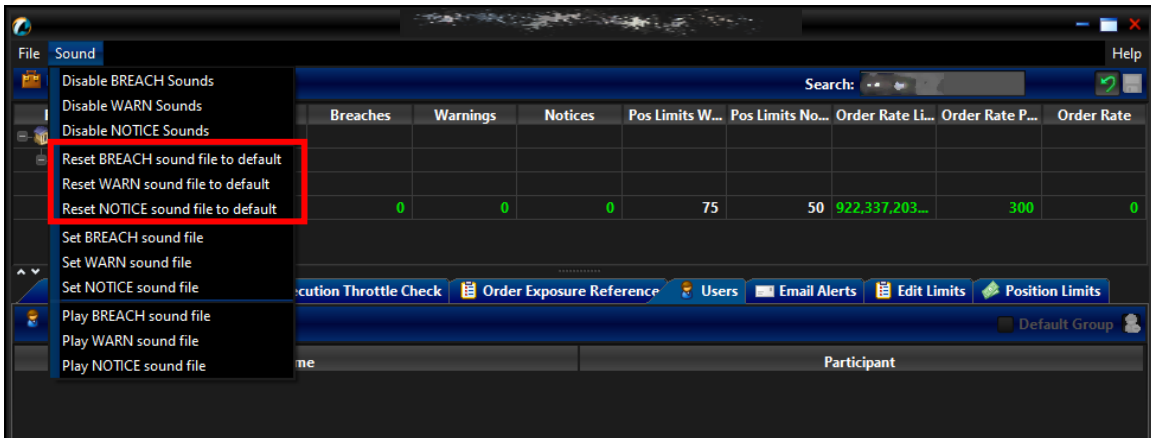 File Sound Help
Disable BREACH Sounds
Search:
Disable WARN Sounds
Breaches Warnings Notices Pos Limits W... Pos Limits No... Order Rate Li... Order Rate P... Order Rate
Disable NOTICE Sounds
Reset BREACH sound file to default
Reset WARN sound file to default
Reset NOTICE sound file to default
0 0 0 75 50 922,337,203... 300 0
Set BREACH sound file
Set WARN sound file
Set NOTICE sound file
cution Throttle Check Order Exposure Reference Users Email Alerts Edit Limits Position Limits
Play BREACH sound file
Default Group
Play WARN sound file
Play NOTICE sound file
me Participant